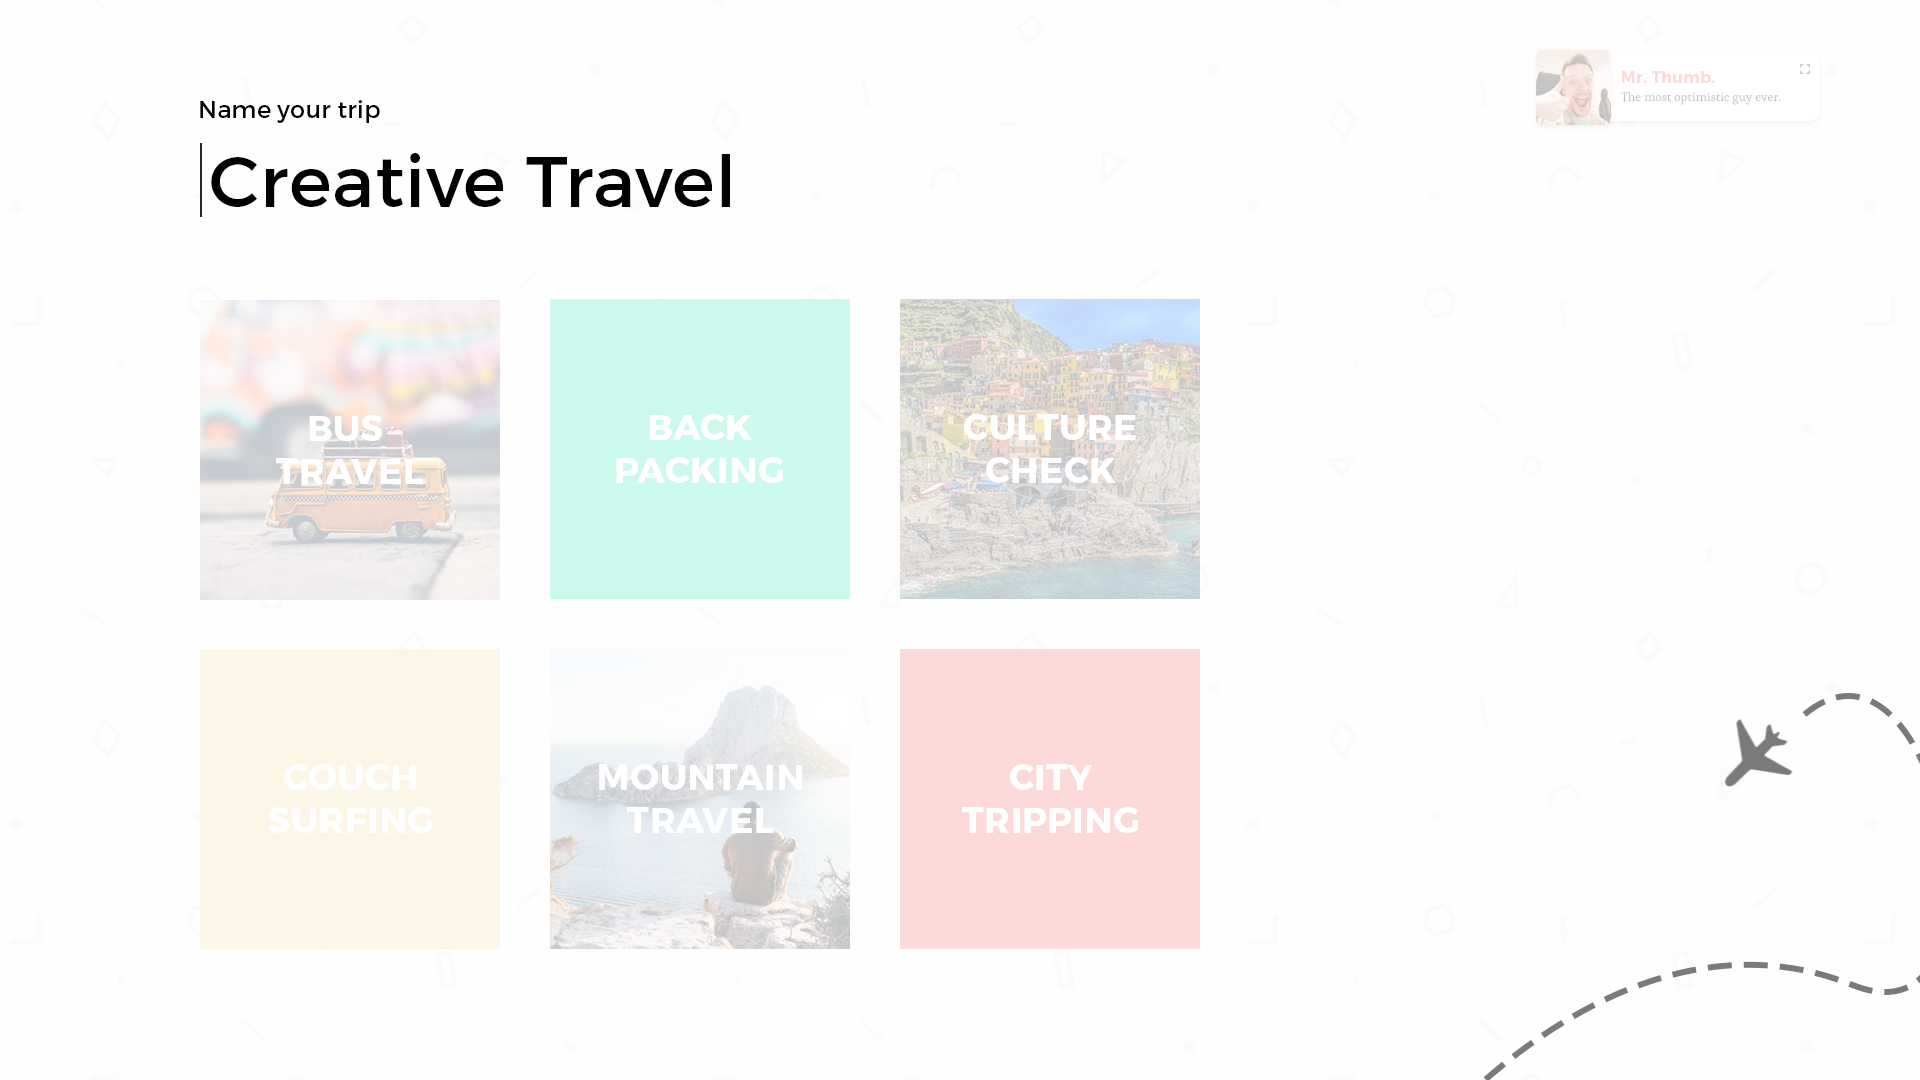 Mr. Thumb.
The most optimistic guy ever.
Name your trip
Creative Travel
BUS
TRAVEL
BACK
PACKING
CULTURE
CHECK
COUCH
SURFING
MOUNTAIN
TRAVEL
CITY
TRIPPING